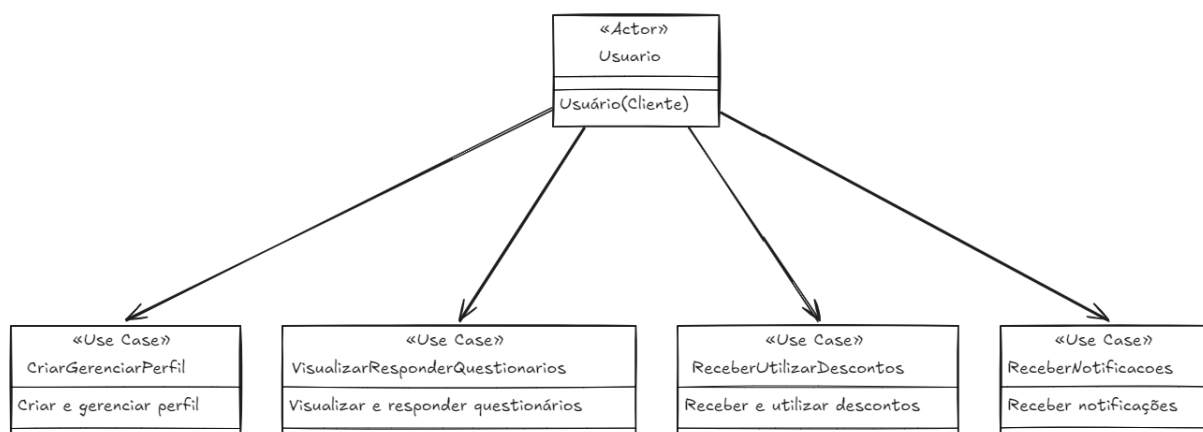 «Actor»
Usuario
Usuário(Cliente)
«Use Case»
CriarGerenciarPerfil
Criar e gerenciar perfil
«Use Case»
VisualizarResponderQuestionarios
Visualizar e responder questionários
«Use Case»
ReceberUtilizarDescontos
Receber e utilizar descontos
«Use Case»
ReceberNotificacoes
Receber notificações